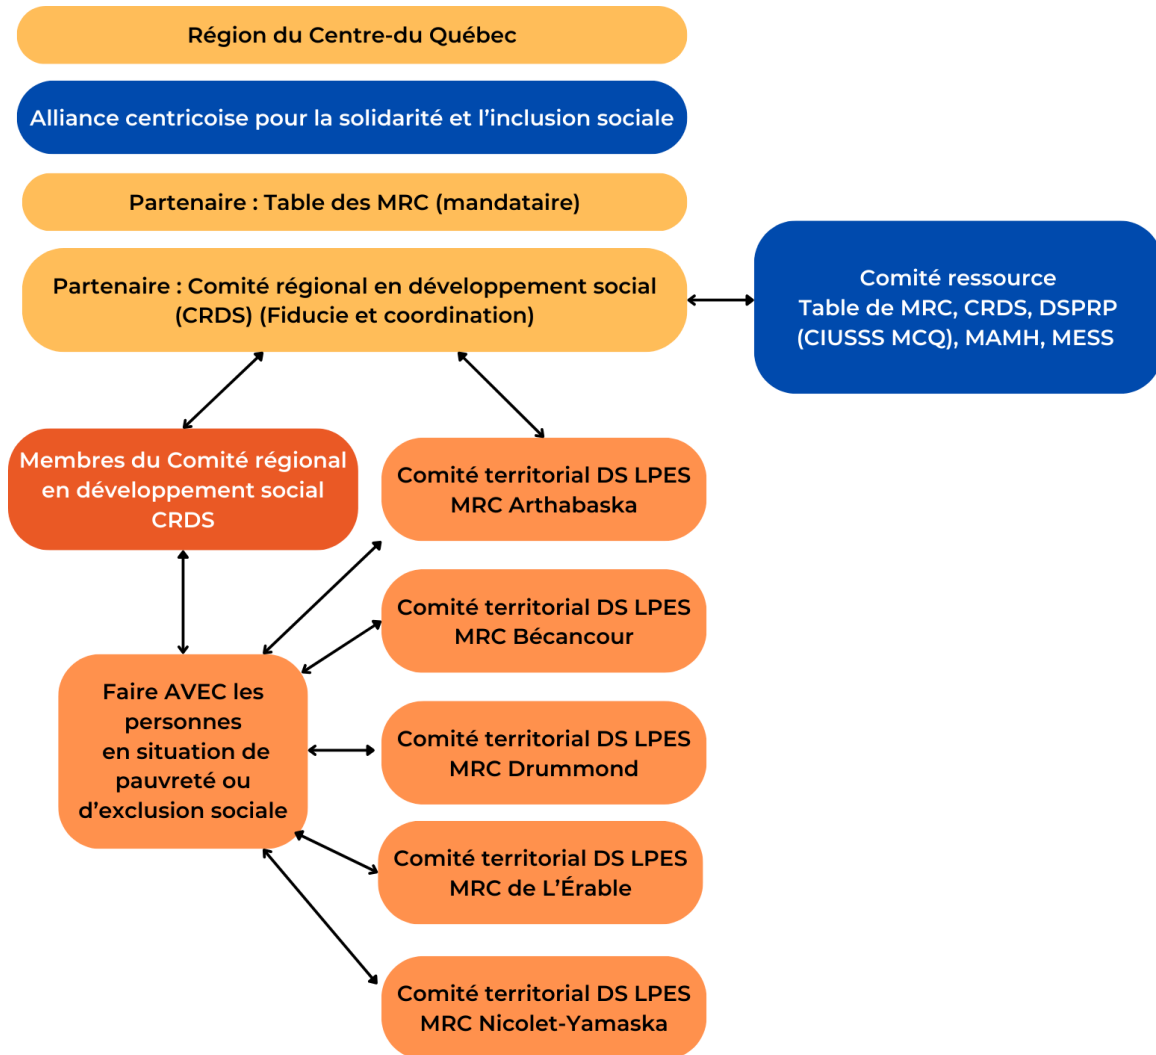 Région du Centre-du Québec
Alliance centricoise pour la solidarité et l'inclusion sociale
Partenaire : Table des MRC (mandataire)
Partenaire : Comité régional en développement social
(CRDS) (Fiducie et coordination)
Comité ressource
Table de MRC, CRDS, DSPRP
(CIUSSS MCQ), MAMH, MESS
Membres du Comité régional
en développement social
CRDS
Comité territorial DS LPES
MRC Arthabaska
Comité territorial DS LPES
MRC Bécancour
Faire AVEC les
personnes
en situation de
pauvreté ou
d'exclusion sociale
Comité territorial DS LPES
MRC Drummond
Comité territorial DS LPES
MRC de L'Érable
Comité territorial DS LPES
MRC Nicolet-Yamaska